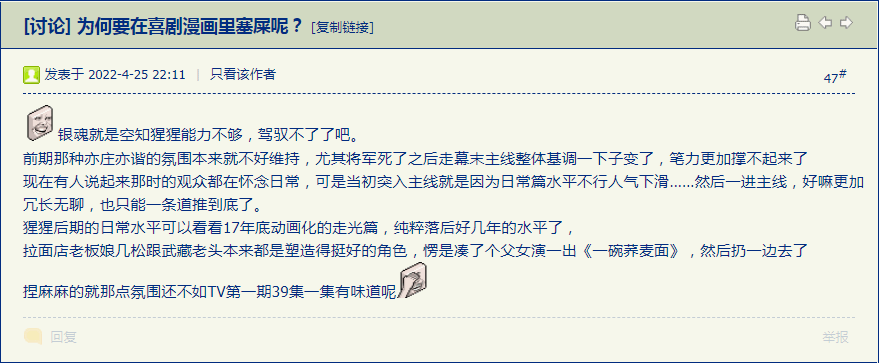 [讨论] 为何要在喜剧漫画里塞屎呢？ [复制链接]
发表于 2022-4-25 22:11 | 只看该作者
47#
银魂就是空知猩猩能力不够，驾驭不了了吧。
前期那种亦庄亦谐的氛围本来就不好维持，尤其将军死了之后走幕末主线整体基调一下子变了，笔力更加撑不起来了
现在有人说起来那时的观众都在怀念日常，可是当初突入主线就是因为日常篇水平不行人气下滑......然后一进主线，好嘛更加
冗长无聊，也只能一条道推到底了。
猩猩后期的日常水平可以看看17年底动画化的走光篇，纯粹落后好几年的水平了，
拉面店老板娘几松跟武藏老头本来都是塑造得挺好的角色，愣是凑了个父女演一出《一碗荞麦面》，然后扔一边去了
捏麻麻的就那点氛围还不如TV第一期39集一集有味道呢
回复
举报